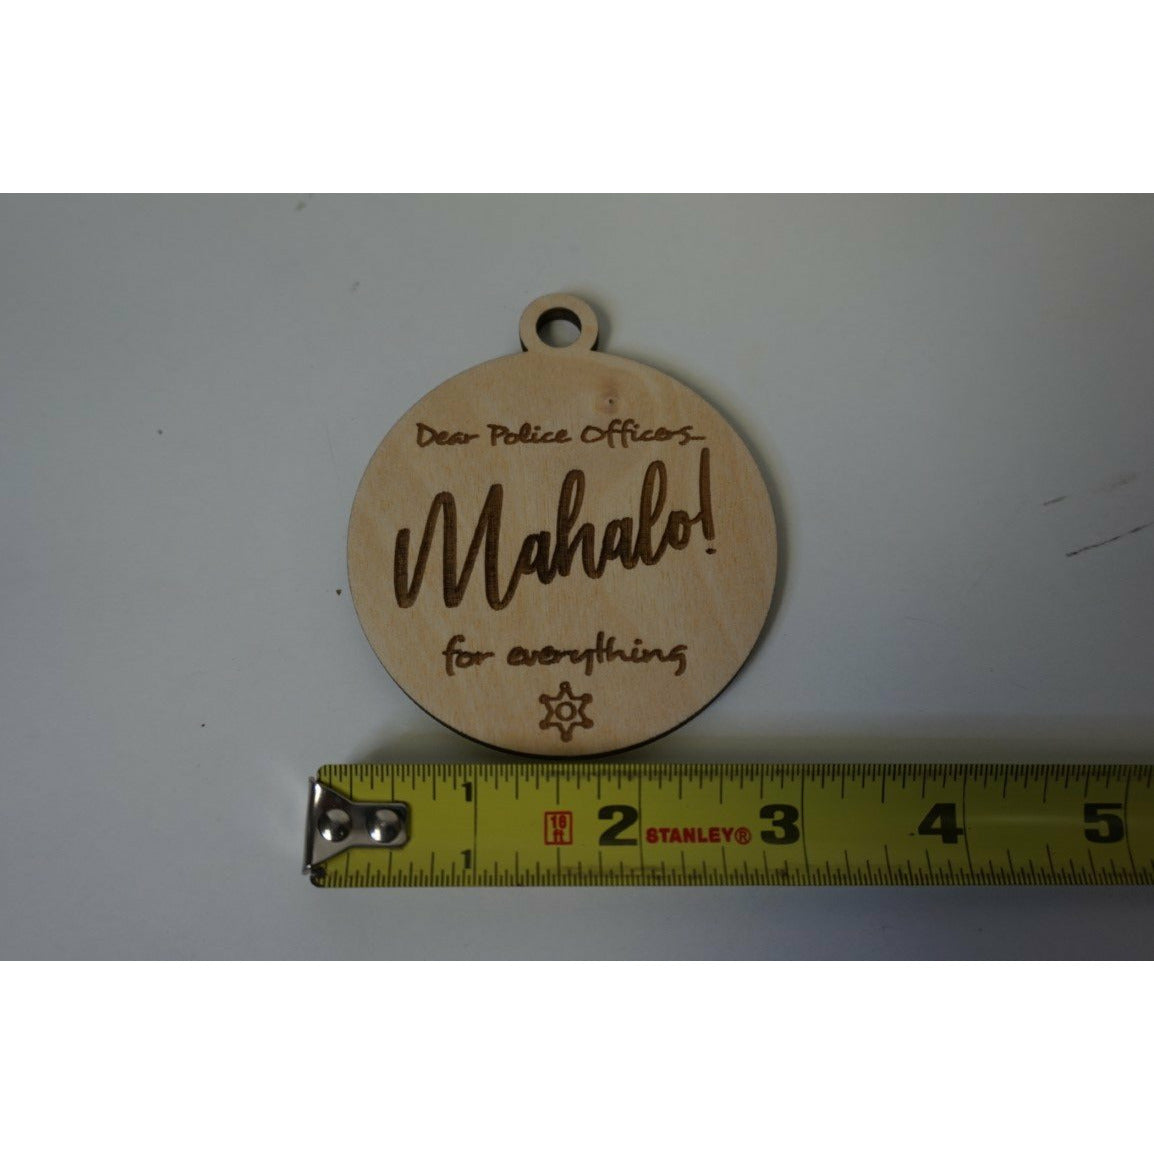 Dear Police Officers...
Mahalo!
for everything
1 16 ft 2 STANLEY® 3 4 5
1